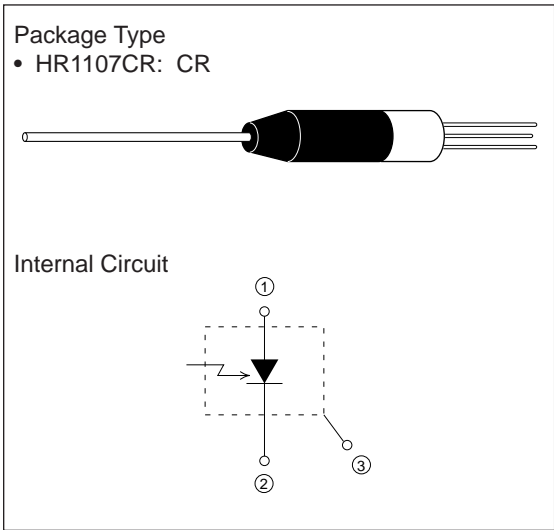 Package Type
• HR1107CR: CR
Internal Circuit
①
②
③